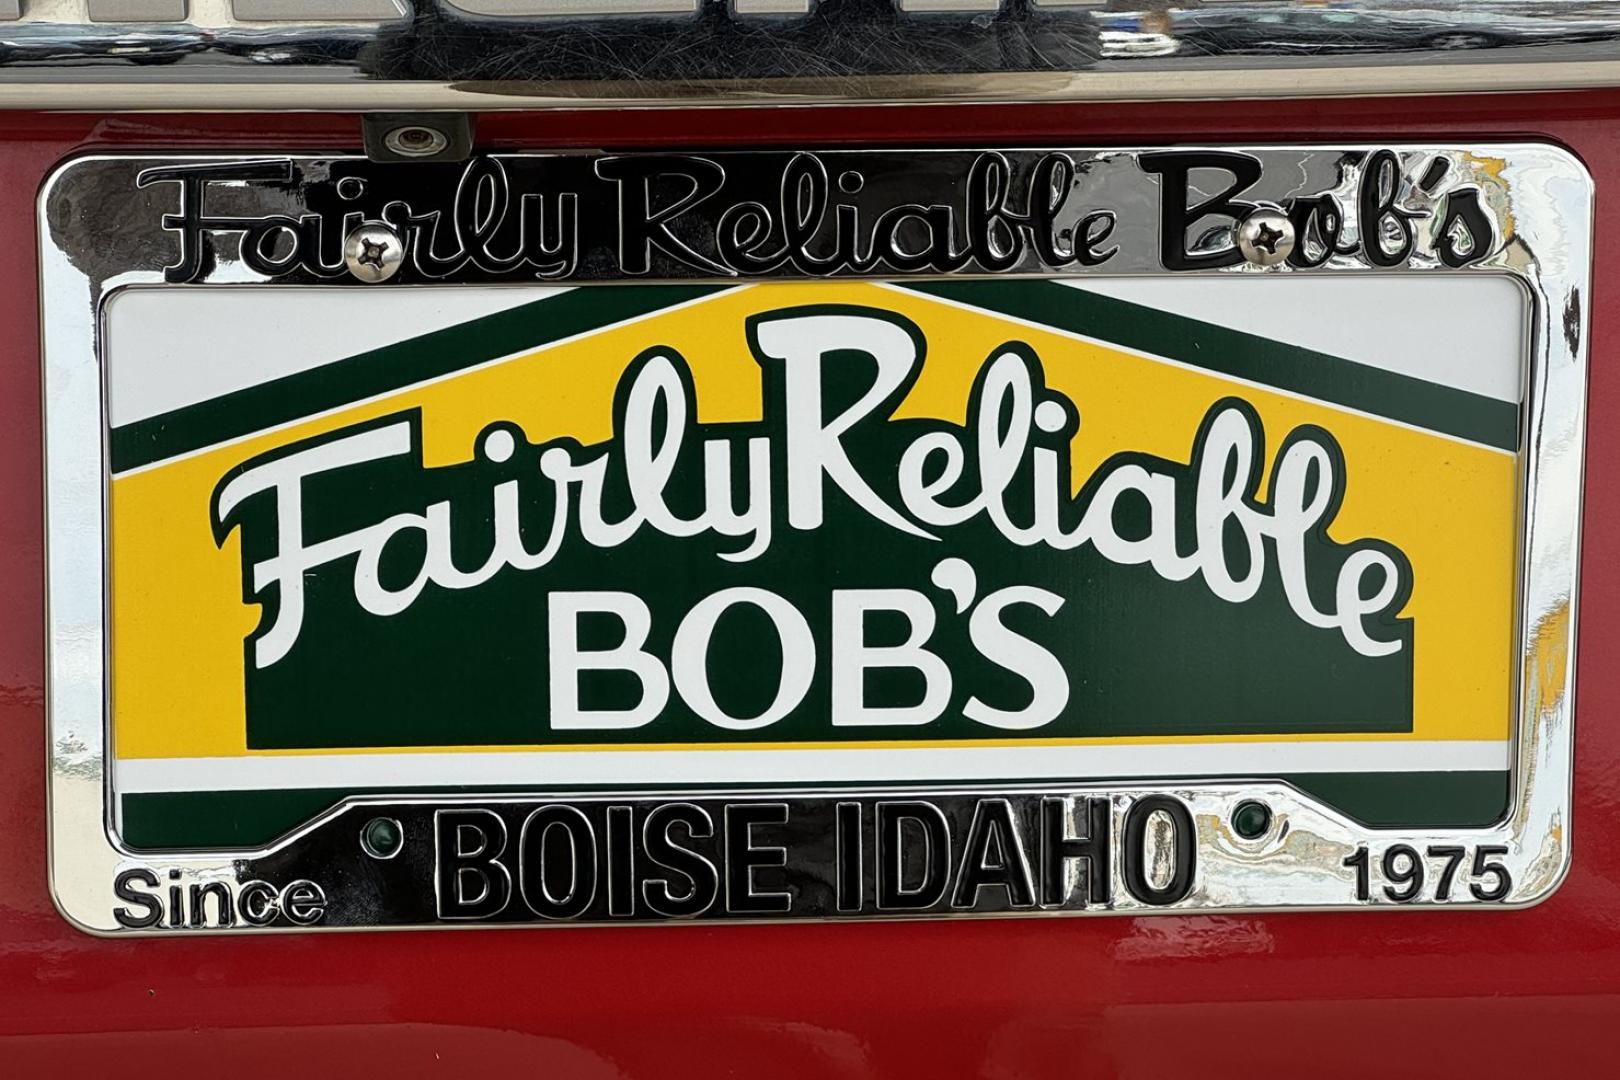 Fairly Reliable Bob's
Fairly Reliable
BOB'S
Since BOISE IDAHO 1975